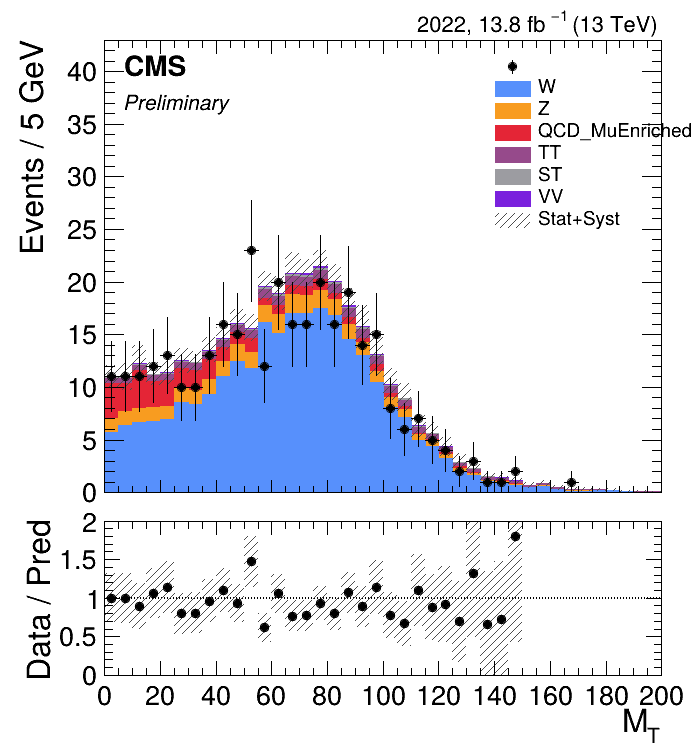 2022, 13.8 fb⁻¹ (13 TeV)
CMS
Preliminary
W
Z
QCD_MuEnriched
TT
ST
VV
Stat+Syst
Events / 5 GeV
40
35
30
25
20
15
10
5
0
Data / Pred
2
1.5
1
0.5
0
0 20 40 60 80 100 120 140 160 180 200
M_T